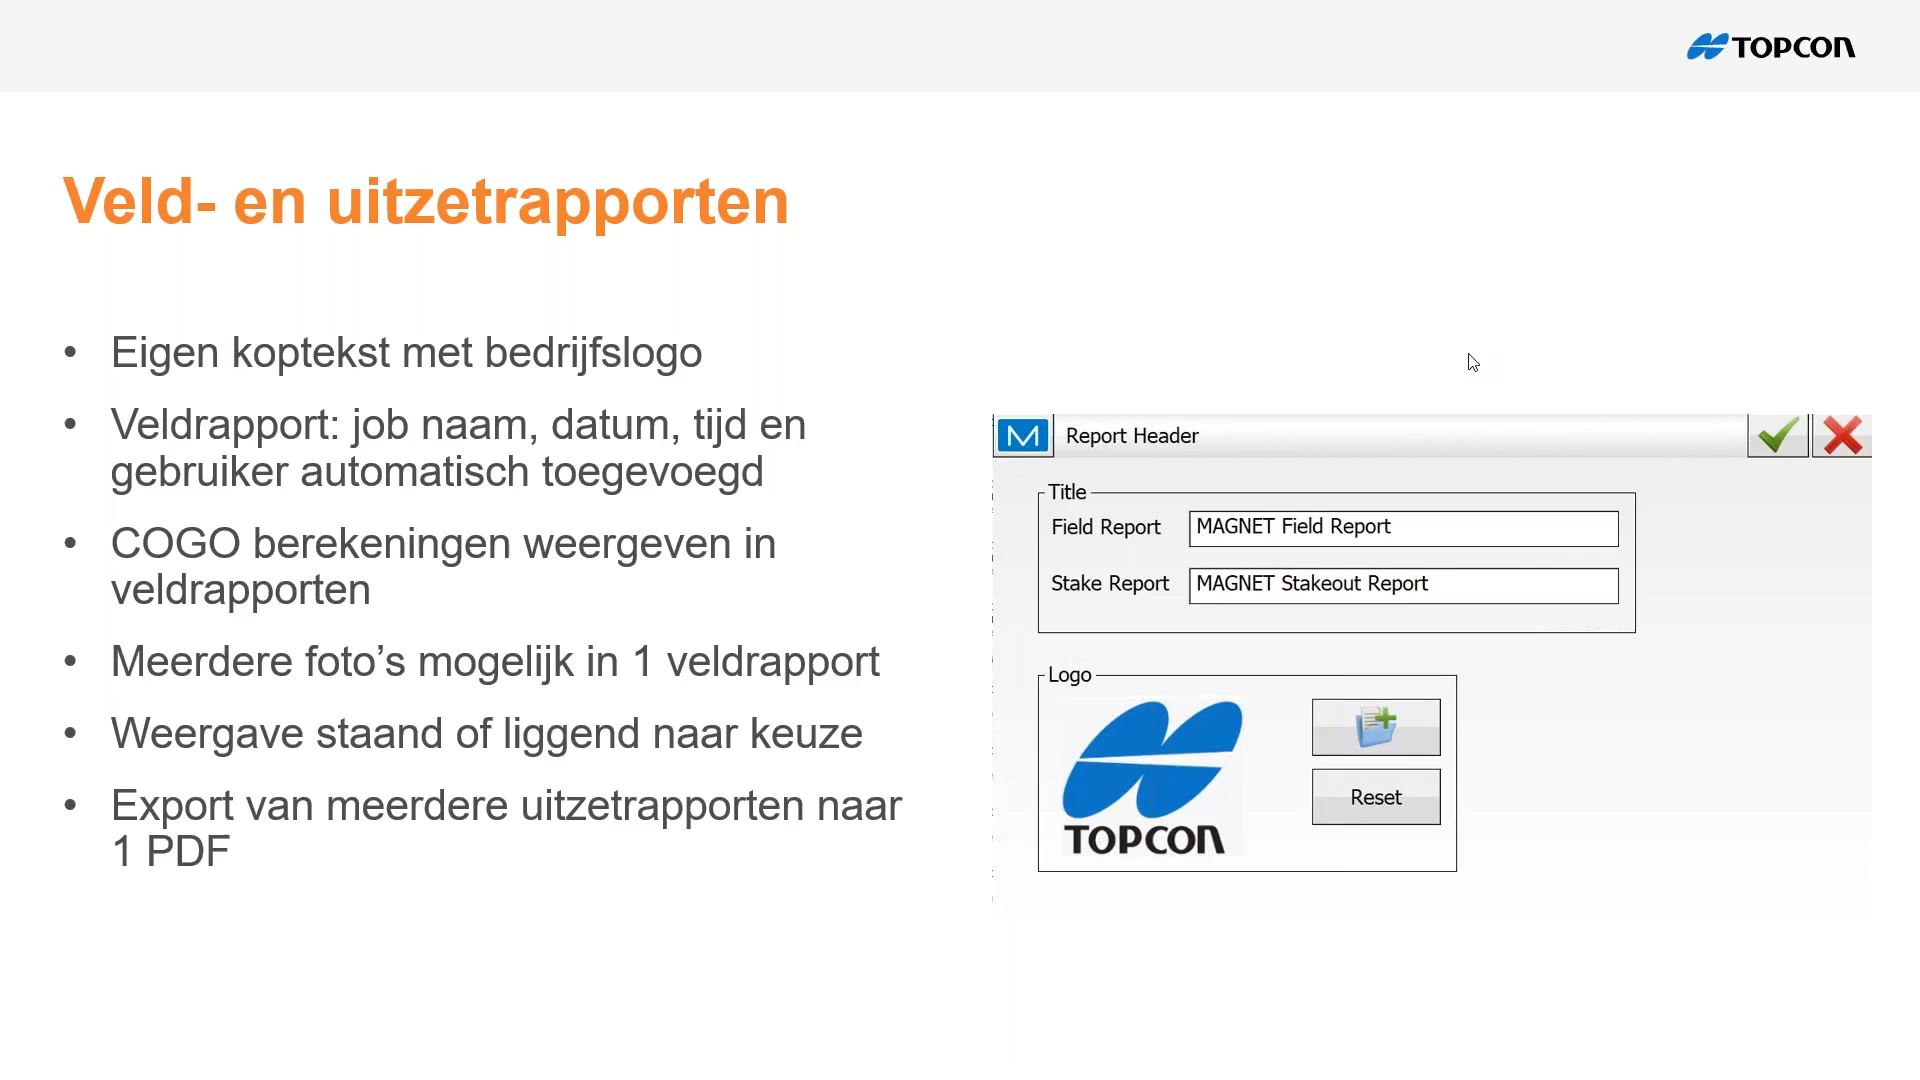 TOPCON
Veld- en uitzetrapporten
• Eigen koptekst met bedrijfslogo
• Veldrapport: job naam, datum, tijd en
gebruiker automatisch toegevoegd
• COGO berekeningen weergeven in
veldrapporten
• Meerdere foto’s mogelijk in 1 veldrapport
• Weergave staand of liggend naar keuze
• Export van meerdere uitzetrapporten naar
1 PDF
M Report Header
Title
Field Report MAGNET Field Report
Stake Report MAGNET Stakeout Report
Logo
TOPCON
Reset